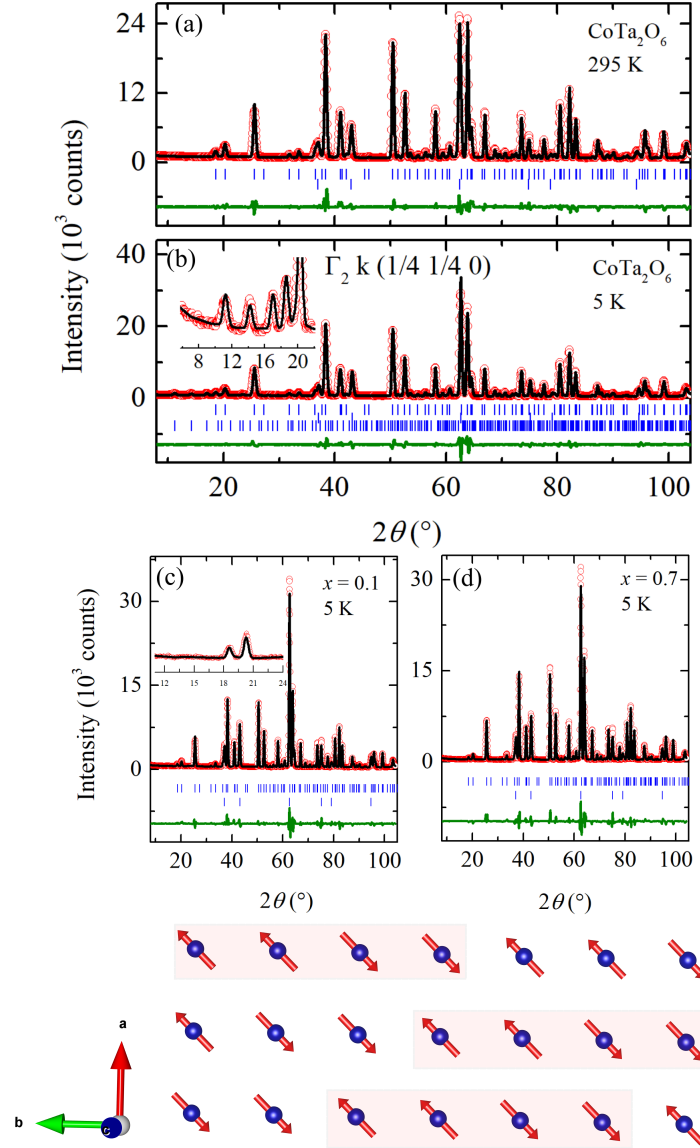 (a)
CoTa₂O₆
295 K
24
12
0
Intensity (10³ counts)
(b)
Γ₂ k (1/4 1/4 0)
CoTa₂O₆
5 K
40
20
0
8 12 16 20
20 40 60 80 100
2θ (°)
(c)
x = 0.1
5 K
30
15
0
12 15 18 21 24
Intensity (10³ counts)
20 40 60 80 100
2θ (°)
(d)
x = 0.7
5 K
30
15
0
20 40 60 80 100
2θ (°)
a
b
c